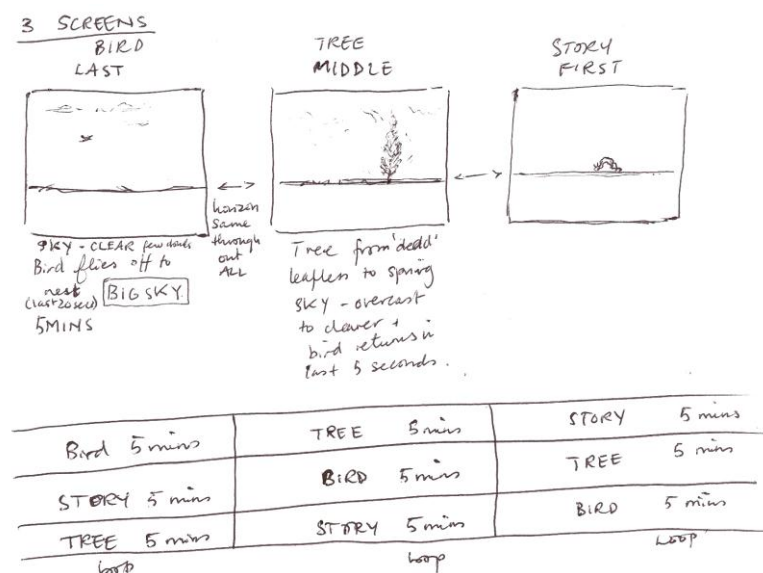 3 SCREENS
BIRD
LAST
TREE
MIDDLE
STORY
FIRST
SKY - CLEAR few clouds
Bird flies off to
nest
(last 20 secs) BIG SKY
5 MINS
horizon
same
through
out
ALL
Tree from 'dead'
leafless to spring
SKY - overcast
to clearer +
bird returns in
last 5 seconds.
Bird 5 mins TREE 5 mins STORY 5 mins
STORY 5 mins BIRD 5 mins TREE 5 mins
TREE 5 mins STORY 5 mins BIRD 5 mins
Loop Loop LOOP